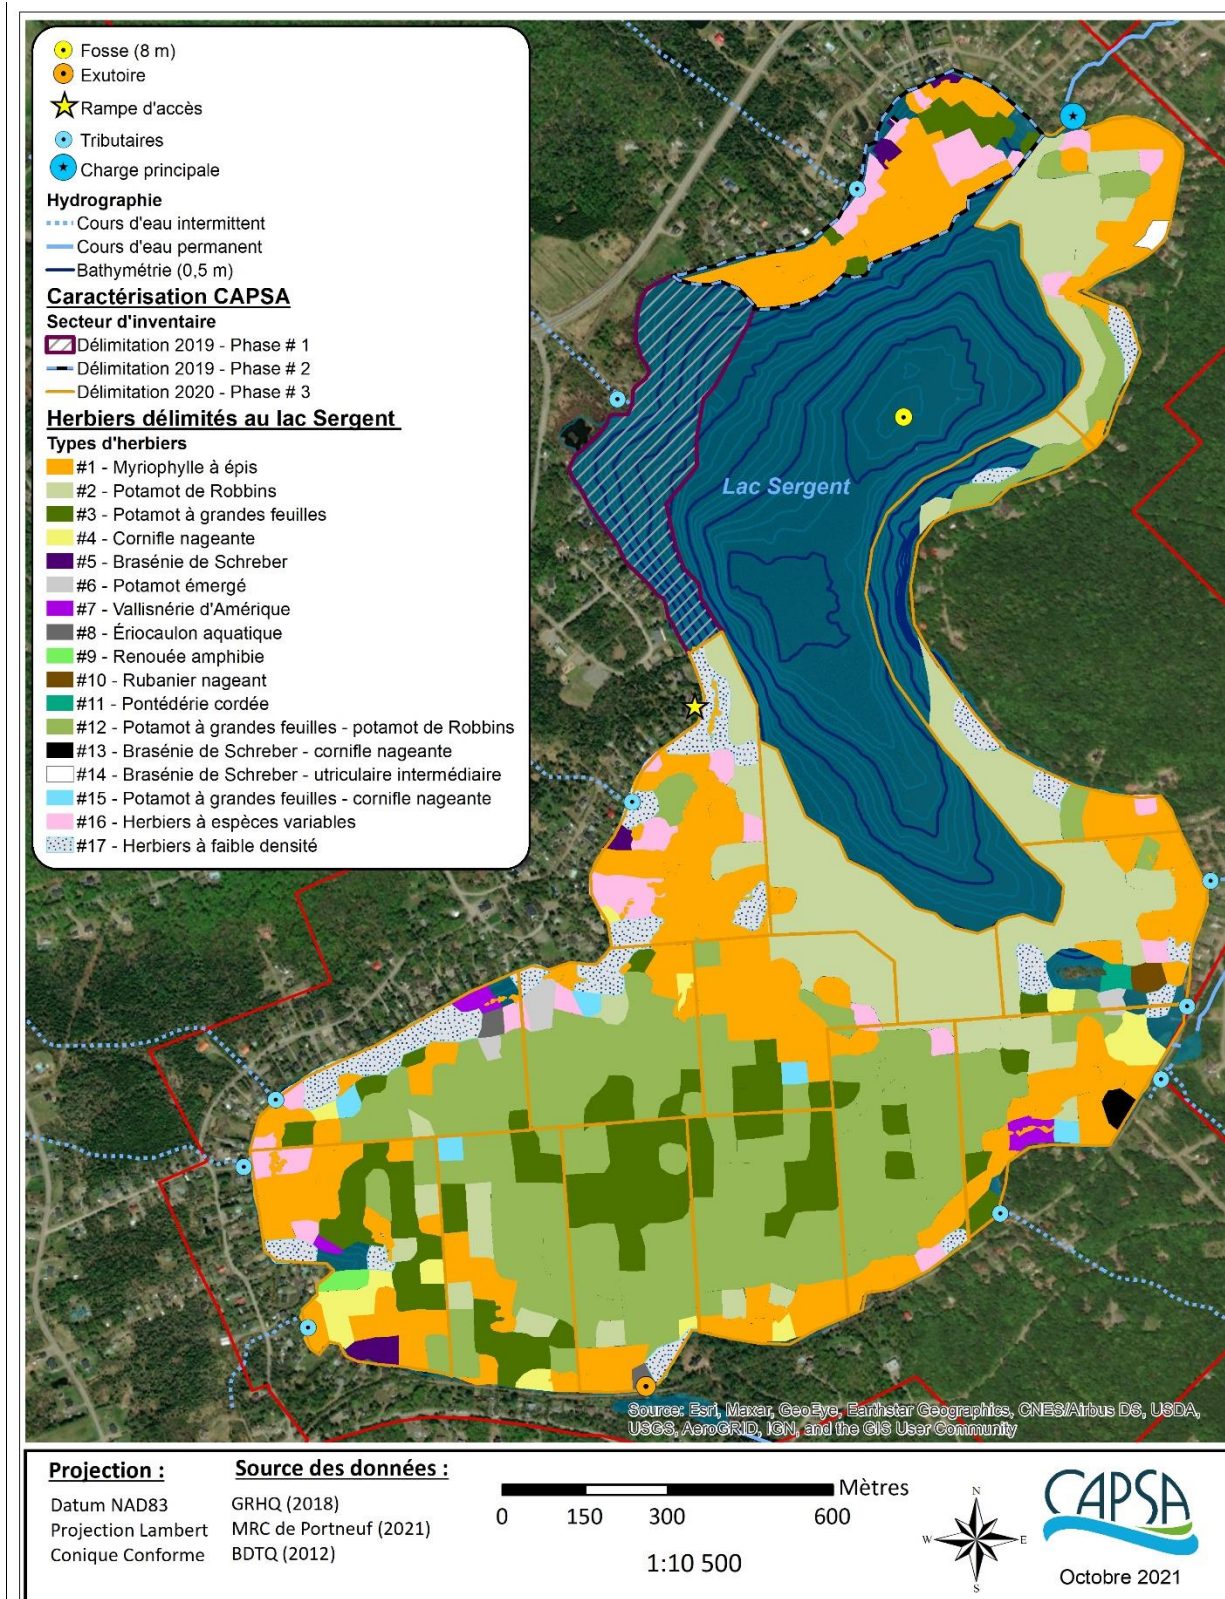 Fosse (8 m)
Exutoire
Rampe d'accès
Tributaires
Charge principale
Hydrographie
Cours d'eau intermittent
Cours d'eau permanent
Bathymétrie (0,5 m)
Caractérisation CAPSA
Secteur d'inventaire
Délimitation 2019 - Phase # 1
Délimitation 2019 - Phase # 2
Délimitation 2020 - Phase # 3
Herbiers délimités au lac Sergent
Types d'herbiers
#1 - Myriophylle à épis
#2 - Potamot de Robbins
#3 - Potamot à grandes feuilles
#4 - Cornifle nageante
#5 - Brasénie de Schreber
#6 - Potamot émergé
#7 - Vallisnérie d'Amérique
#8 - Ériocaulon aquatique
#9 - Renouée amphibie
#10 - Rubanier nageant
#11 - Pontédérie cordée
#12 - Potamot à grandes feuilles - potamot de Robbins
#13 - Brasénie de Schreber - cornifle nageante
#14 - Brasénie de Schreber - utriculaire intermédiaire
#15 - Potamot à grandes feuilles - cornifle nageante
#16 - Herbiers à espèces variables
#17 - Herbiers à faible densité
Lac Sergent
Source: Esri, Maxar, GeoEye, Earthstar Geographics, CNES/Airbus DS, USDA,
USGS, AeroGRID, IGN, and the GIS User Community
Projection :
Datum NAD83
Projection Lambert
Conique Conforme
Source des données :
GRHQ (2018)
MRC de Portneuf (2021)
BDTQ (2012)
Mètres
0 150 300 600
1:10 500
N
W E
S
CAPSA
Octobre 2021